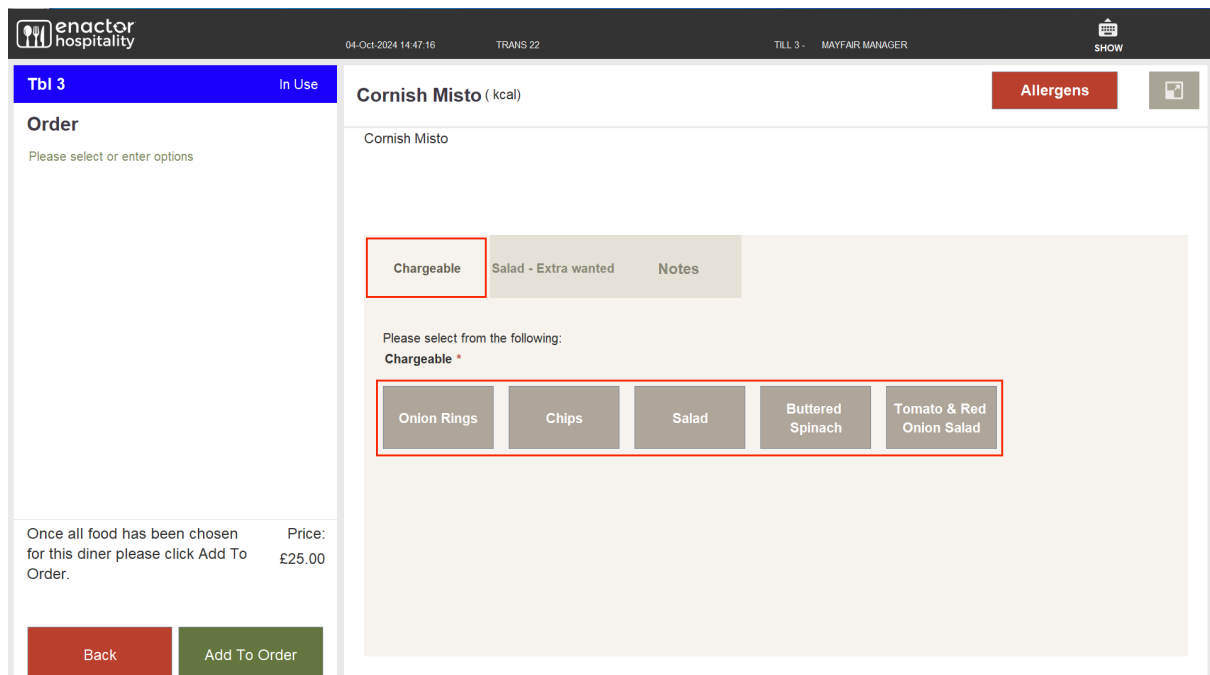 enactor
hospitality
04-Oct-2024 14:47:16 TRANS 22 TILL 3 - MAYFAIR MANAGER SHOW
Tbl 3 In Use
Order
Please select or enter options
Once all food has been chosen
for this diner please click Add To
Order.
Price:
£25.00
Back Add To Order
Cornish Misto ( kcal) Allergens
Cornish Misto
Chargeable Salad - Extra wanted Notes
Please select from the following:
Chargeable *
Onion Rings
Chips
Salad
Buttered
Spinach
Tomato & Red
Onion Salad